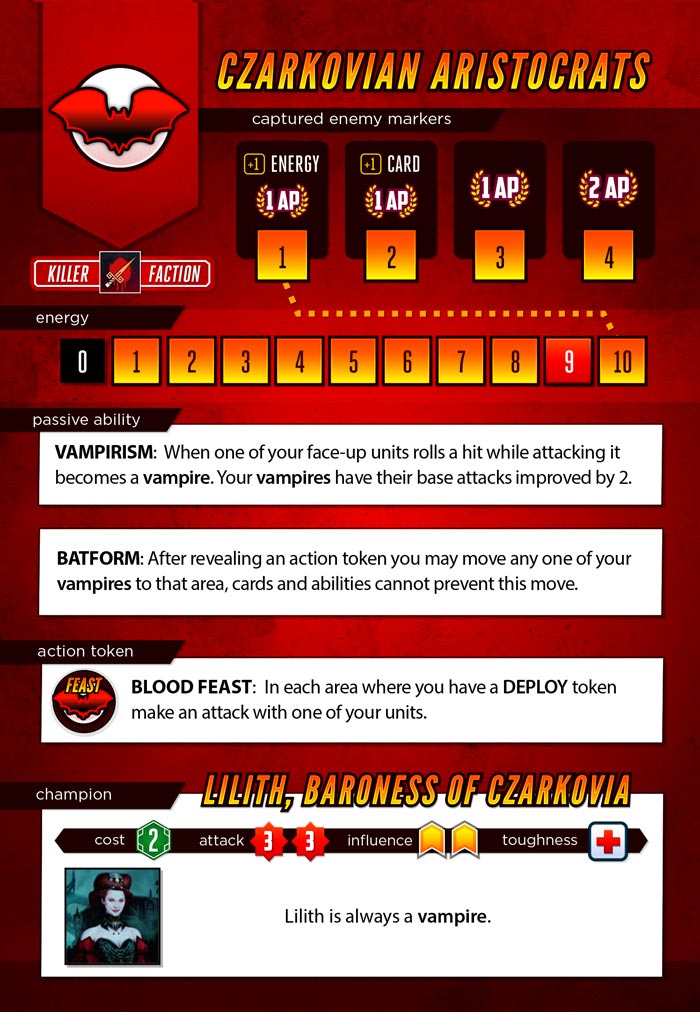 CZARKOVIAN ARISTOCRATS
captured enemy markers
+1 ENERGY
1 AP
1
+1 CARD
1 AP
2
1 AP
3
2 AP
4
KILLER FACTION
energy
0 1 2 3 4 5 6 7 8 9 10
passive ability
VAMPIRISM: When one of your face-up units rolls a hit while attacking it
becomes a vampire. Your vampires have their base attacks improved by 2.
BATFORM: After revealing an action token you may move any one of your
vampires to that area, cards and abilities cannot prevent this move.
action token
FEAST
BLOOD FEAST: In each area where you have a DEPLOY token
make an attack with one of your units.
champion
LILITH, BARONESS OF CZARKOVIA
cost 2 attack 3 3 influence toughness
Lilith is always a vampire.